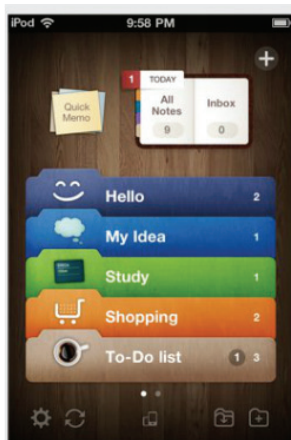 iPod 9:58 PM
Quick
Memo
1 TODAY
All
Notes
9
Inbox
0
Hello 2
My Idea 1
Study 1
Shopping 2
To-Do list 1 3